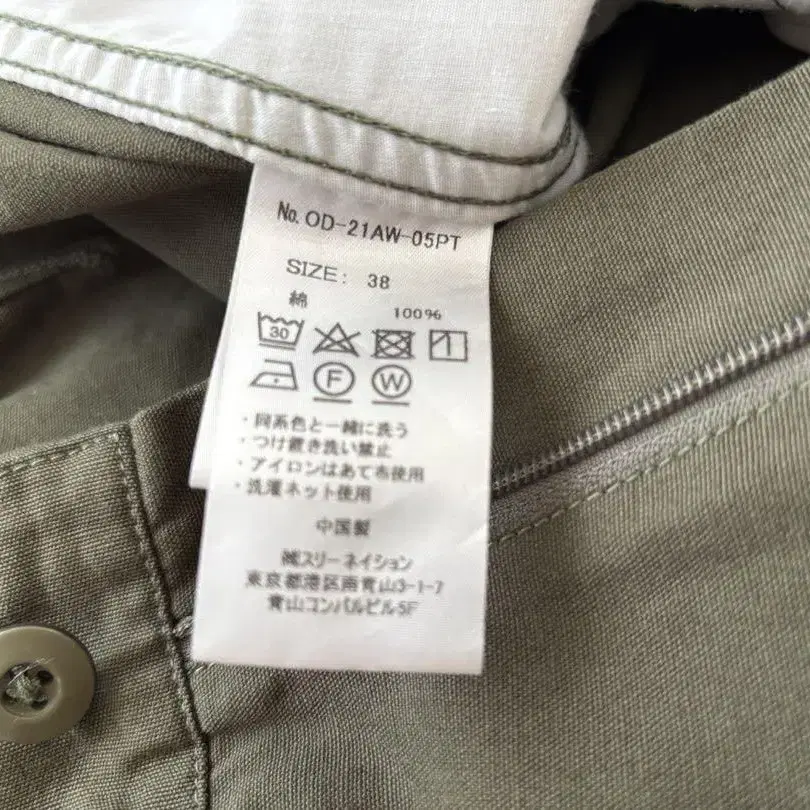 No. OD-21AW-05PT
SIZE: 38
綿 100%
30
F W
・同系色と一緒に洗う
・つけ置き洗い禁止
・アイロンはあて布使用
・洗濯ネット使用
中国製
㈱スリーネイション
東京都港区南青山3-1-7
青山コンパルビル5F